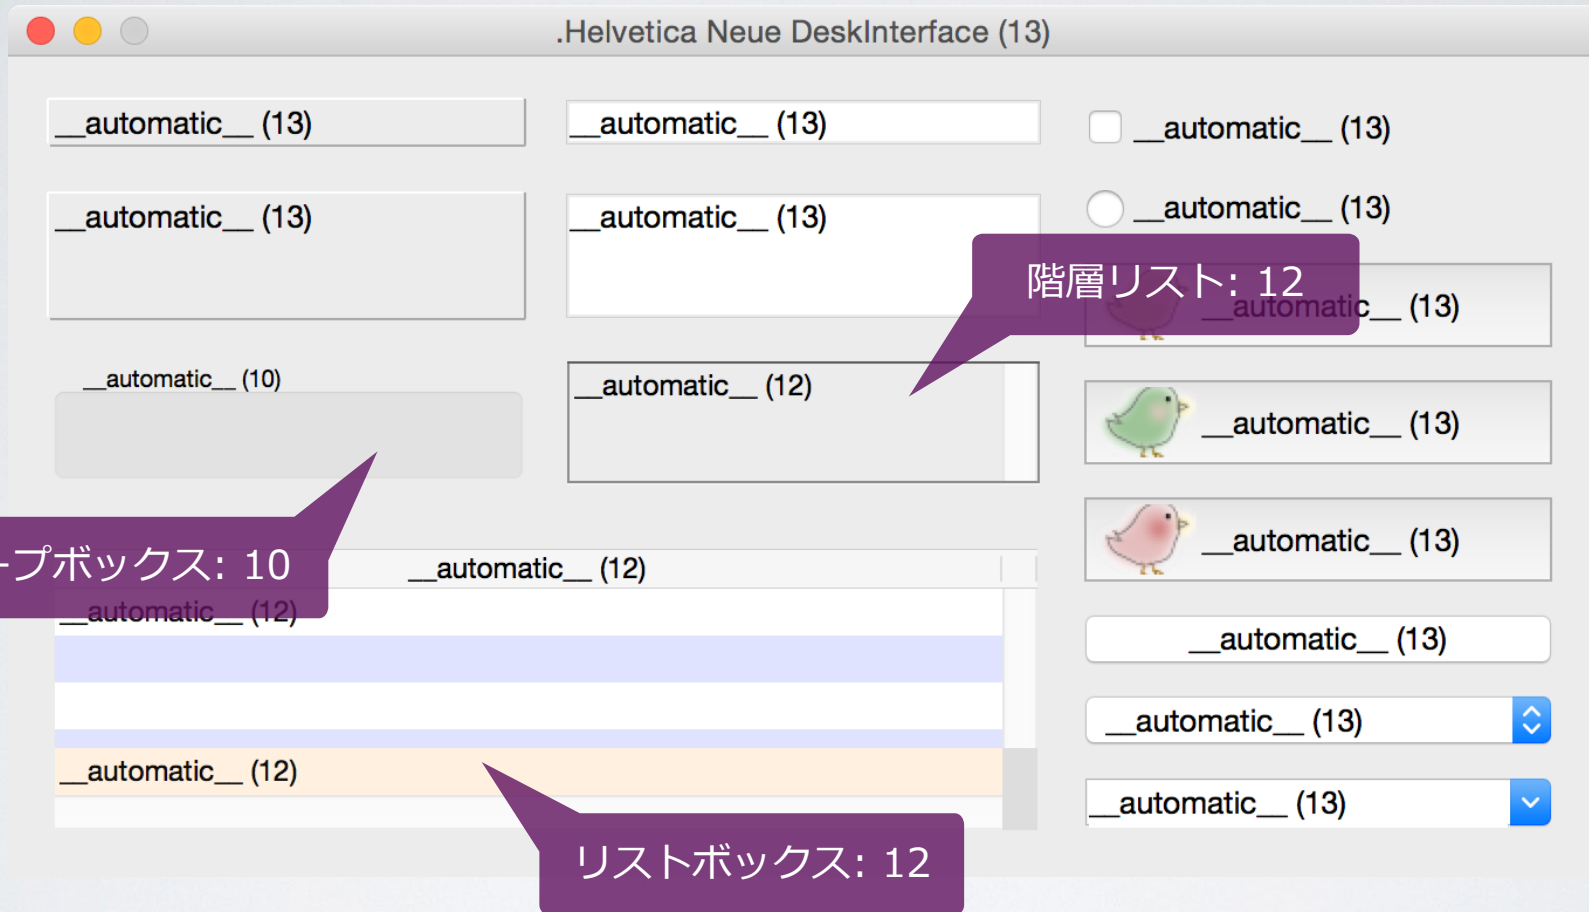 .Helvetica Neue DeskInterface (13)
__automatic__ (13)
__automatic__ (13)
__automatic__ (13)
__automatic__ (13)
__automatic__ (13)
__automatic__ (13)
階層リスト: 12
__automatic__ (13)
__automatic__ (10)
__automatic__ (12)
__automatic__ (13)
ープボックス: 10
__automatic__ (12)
__automatic__ (13)
__automatic__ (12)
__automatic__ (13)
__automatic__ (13)
__automatic__ (12)
__automatic__ (13)
リストボックス: 12